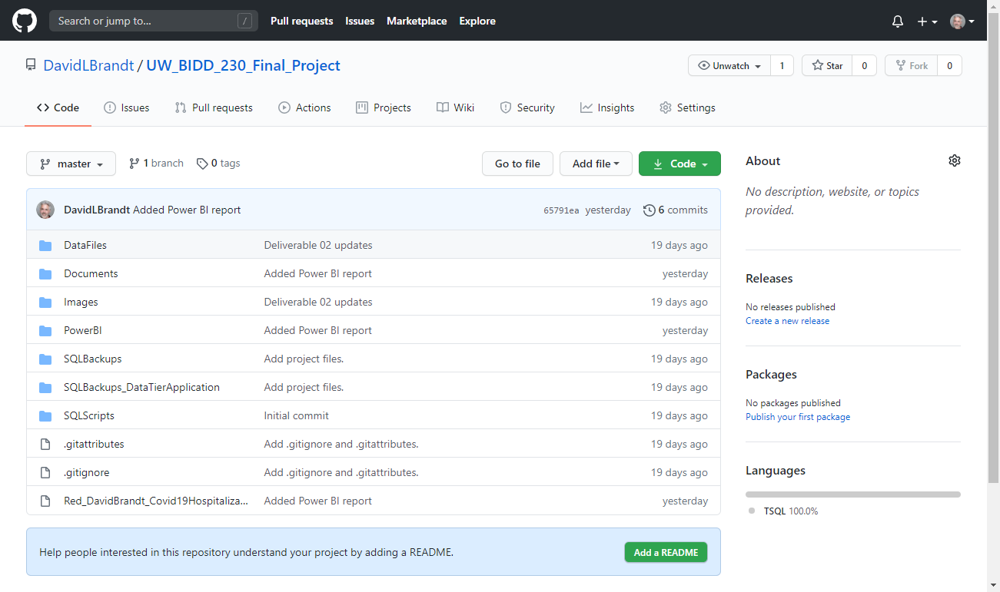 Search or jump to... /
Pull requests Issues Marketplace Explore
DavidLBrandt / UW_BIDD_230_Final_Project
Unwatch 1 Star 0 Fork 0
Code Issues Pull requests Actions Projects Wiki Security Insights Settings
master 1 branch 0 tags Go to file Add file Code
DavidLBrandt Added Power BI report 65791ea yesterday 6 commits
DataFiles Deliverable 02 updates 19 days ago
Documents Added Power BI report yesterday
Images Deliverable 02 updates 19 days ago
PowerBI Added Power BI report yesterday
SQLBackups Add project files. 19 days ago
SQLBackups_DataTierApplication Add project files. 19 days ago
SQLScripts Initial commit 19 days ago
.gitattributes Add .gitignore and .gitattributes. 19 days ago
.gitignore Add .gitignore and .gitattributes. 19 days ago
Red_DavidBrandt_Covid19Hospitaliza... Added Power BI report yesterday
Help people interested in this repository understand your project by adding a README. Add a README
About
No description, website, or topics
provided.
Releases
No releases published
Create a new release
Packages
No packages published
Publish your first package
Languages
TSQL 100.0%